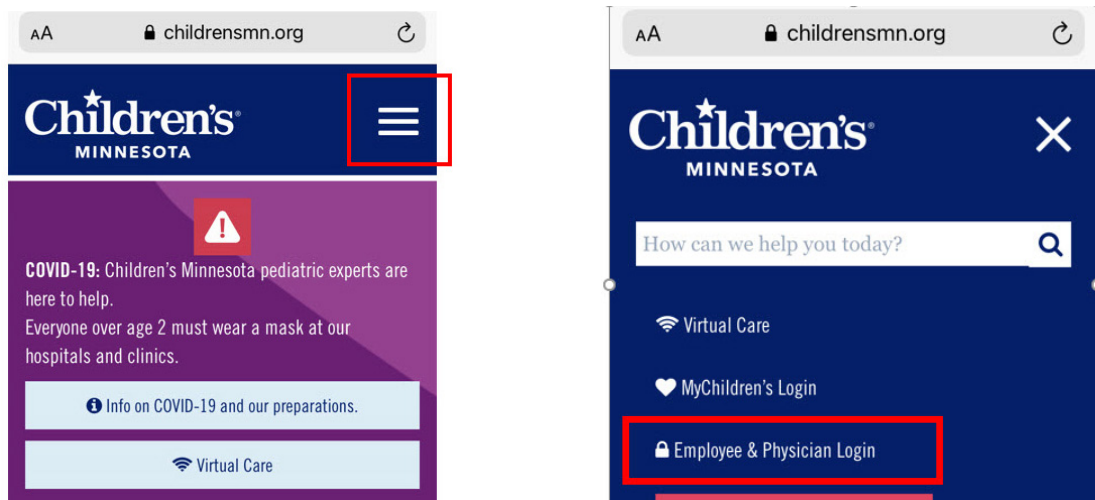 AA childrensmn.org
Children's®
MINNESOTA
COVID-19: Children's Minnesota pediatric experts are
here to help.
Everyone over age 2 must wear a mask at our
hospitals and clinics.
Info on COVID-19 and our preparations.
Virtual Care
AA childrensmn.org
Children's®
MINNESOTA
How can we help you today?
Virtual Care
MyChildren's Login
Employee & Physician Login